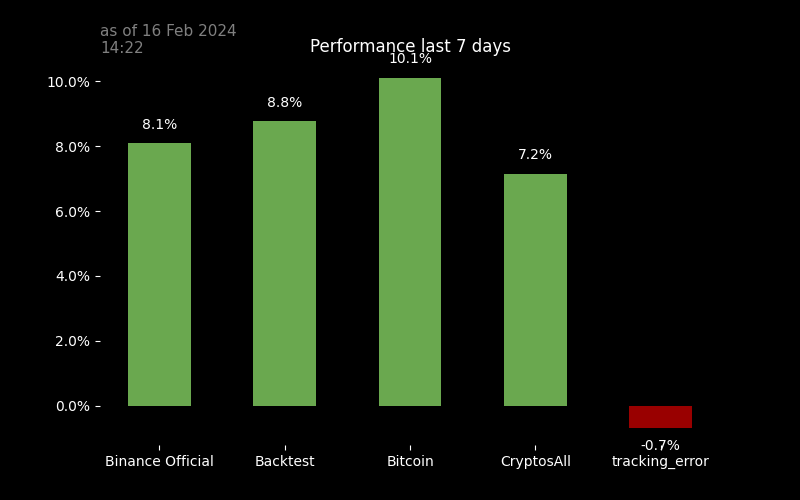 as of 16 Feb 2024
14:22
Performance last 7 days
10.1%
8.8%
8.1%
7.2%
-0.7%
10.0%
8.0%
6.0%
4.0%
2.0%
0.0%
Binance Official
Backtest
Bitcoin
CryptosAll
tracking_error